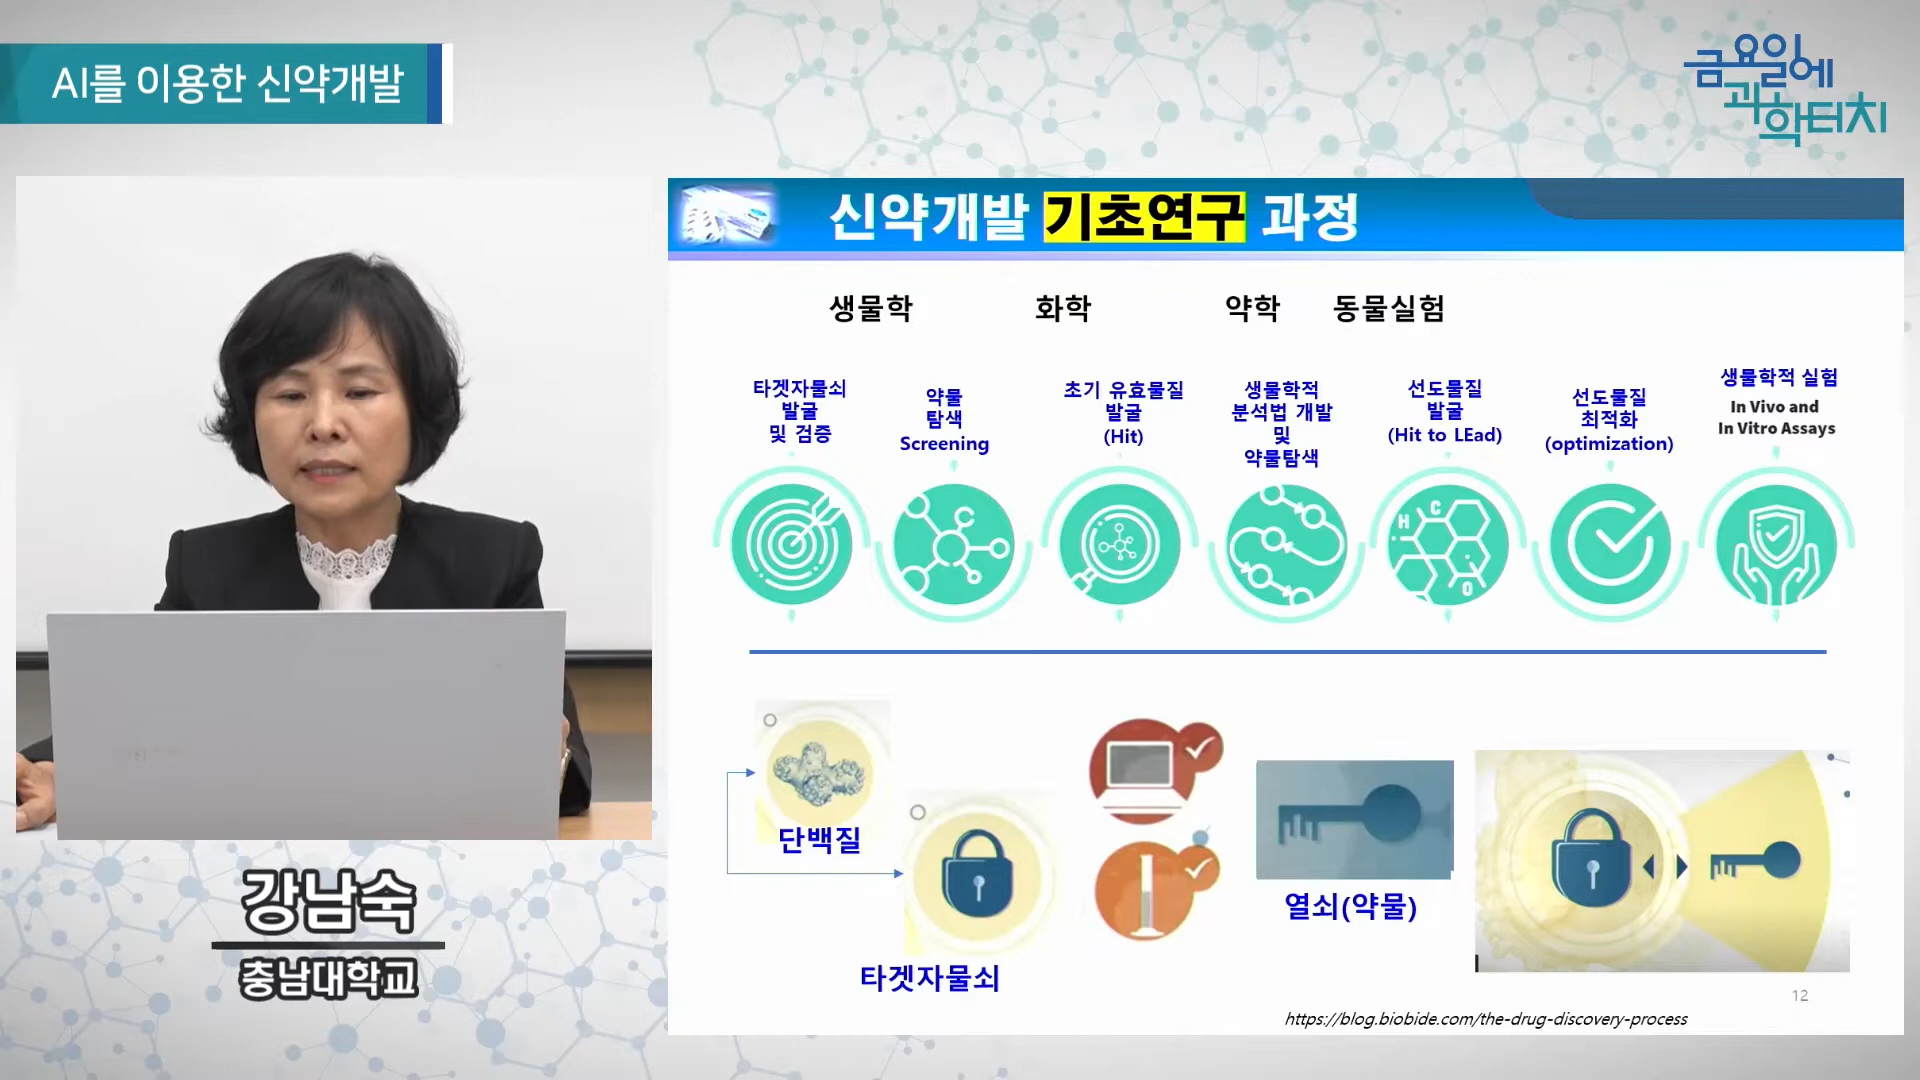 AI를 이용한 신약개발
금요일에
과학터치
신약개발 기초연구 과정
생물학 화학 약학 동물실험
타겟자물쇠
발굴
및 검증
약물
탐색
Screening
초기 유효물질
발굴
(Hit)
생물학적
분석법 개발
및
약물탐색
선도물질
발굴
(Hit to LEad)
선도물질
최적화
(optimization)
생물학적 실험
In Vivo and
In Vitro Assays
C
H C
O
단백질
타겟자물쇠
열쇠(약물)
12
https://blog.biobide.com/the-drug-discovery-process
강남숙
충남대학교